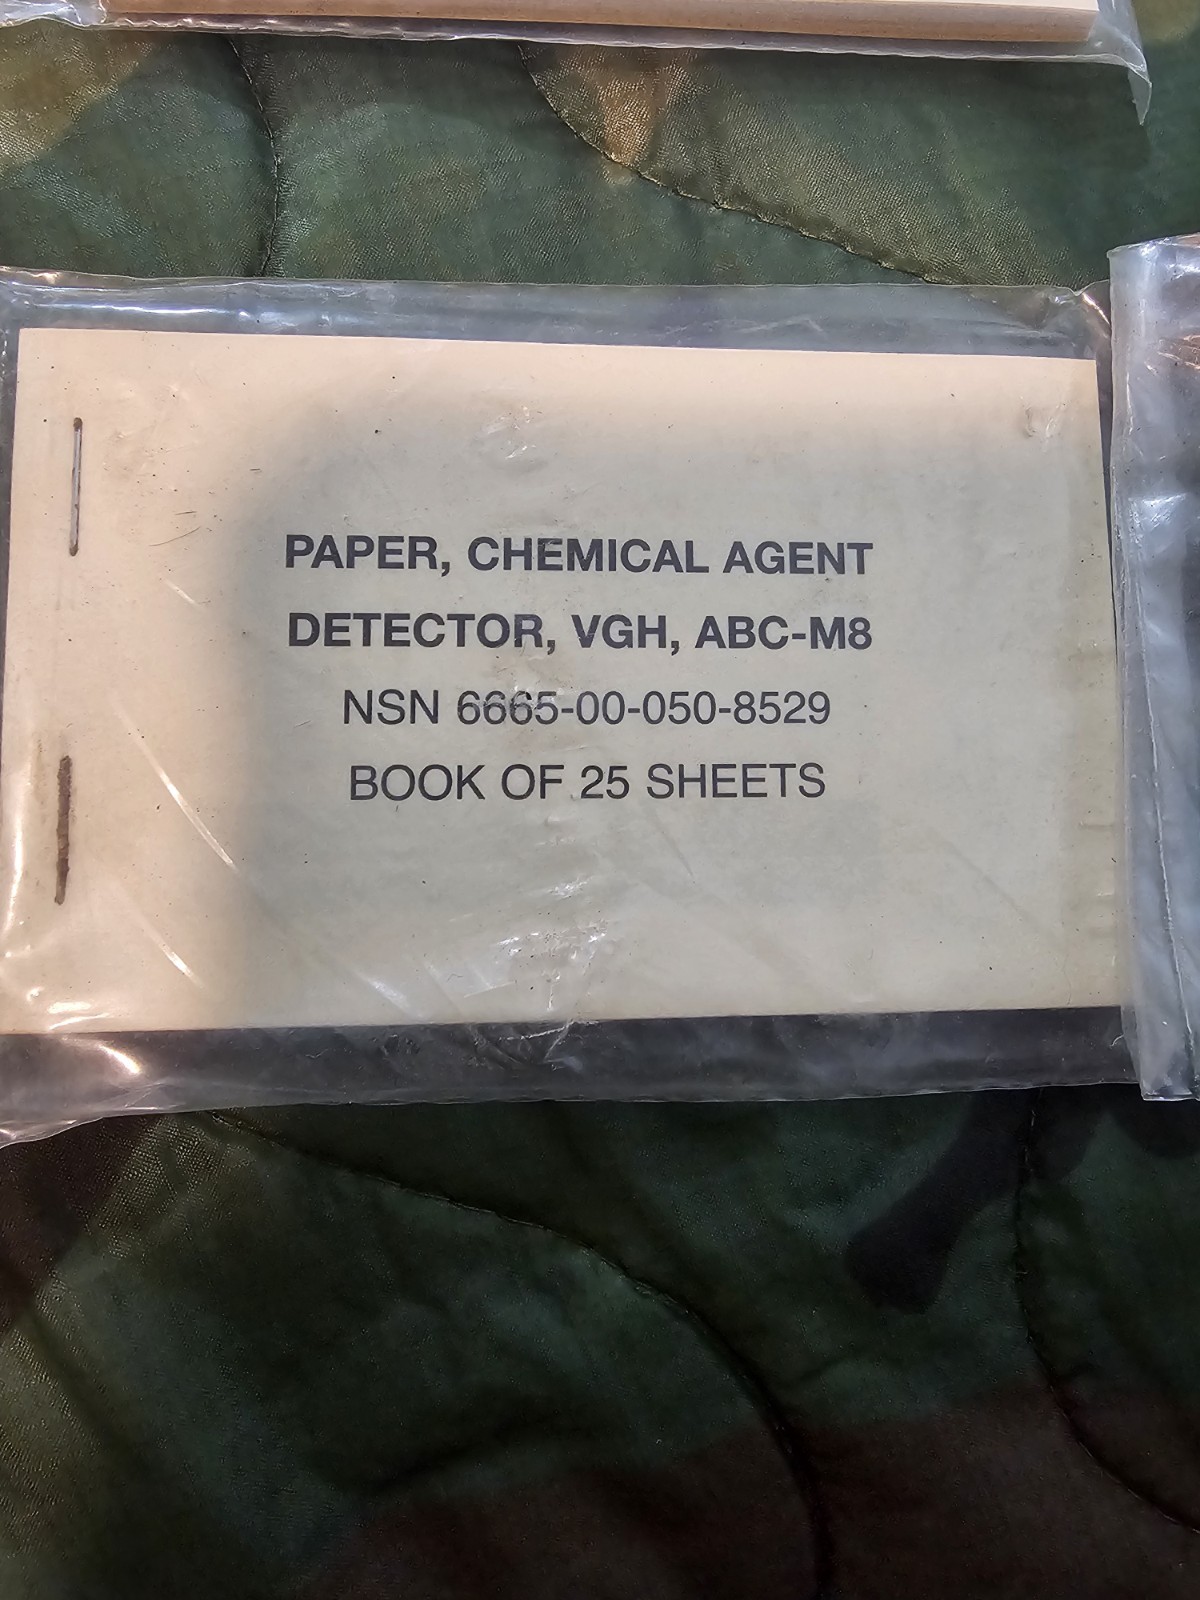 PAPER, CHEMICAL AGENT
DETECTOR, VGH, ABC-M8
NSN 6665-00-050-8529
BOOK OF 25 SHEETS